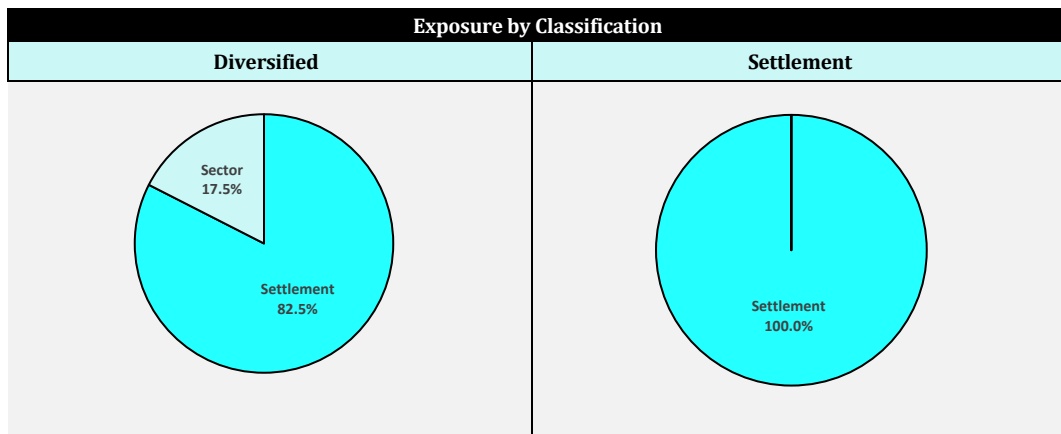 Exposure by Classification
Diversified
Settlement
Sector
17.5%
Settlement
82.5%
Settlement
100.0%